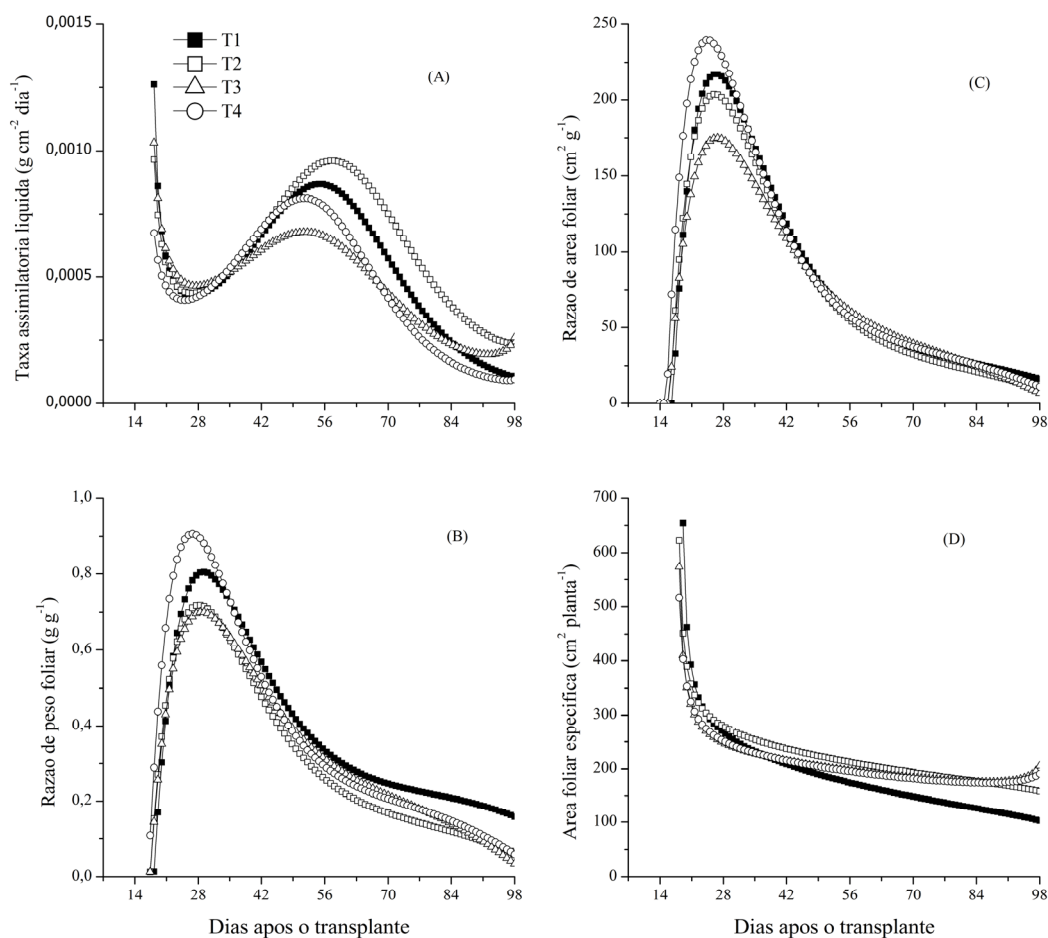 0,0015
0,0010
0,0005
0,0000
Taxa assimilatoria liquida (g cm⁻² dia⁻¹)
T1
T2
T3
T4
(A)
14 28 42 56 70 84 98
250
200
150
100
50
0
Razao de area foliar (cm² g⁻¹)
(C)
14 28 42 56 70 84 98
1,0
0,8
0,6
0,4
0,2
0,0
Razao de peso foliar (g g⁻¹)
(B)
14 28 42 56 70 84 98
Dias apos o transplante
700
600
500
400
300
200
100
0
Area foliar especifica (cm² planta⁻¹)
(D)
14 28 42 56 70 84 98
Dias apos o transplante